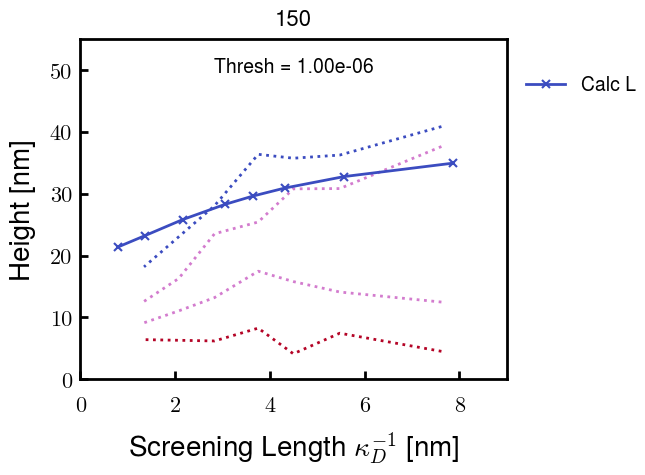 150
Thresh = 1.00e-06
Calc L
50
40
30
20
10
0
Height [nm]
0 2 4 6 8
Screening Length κ_D^{-1} [nm]